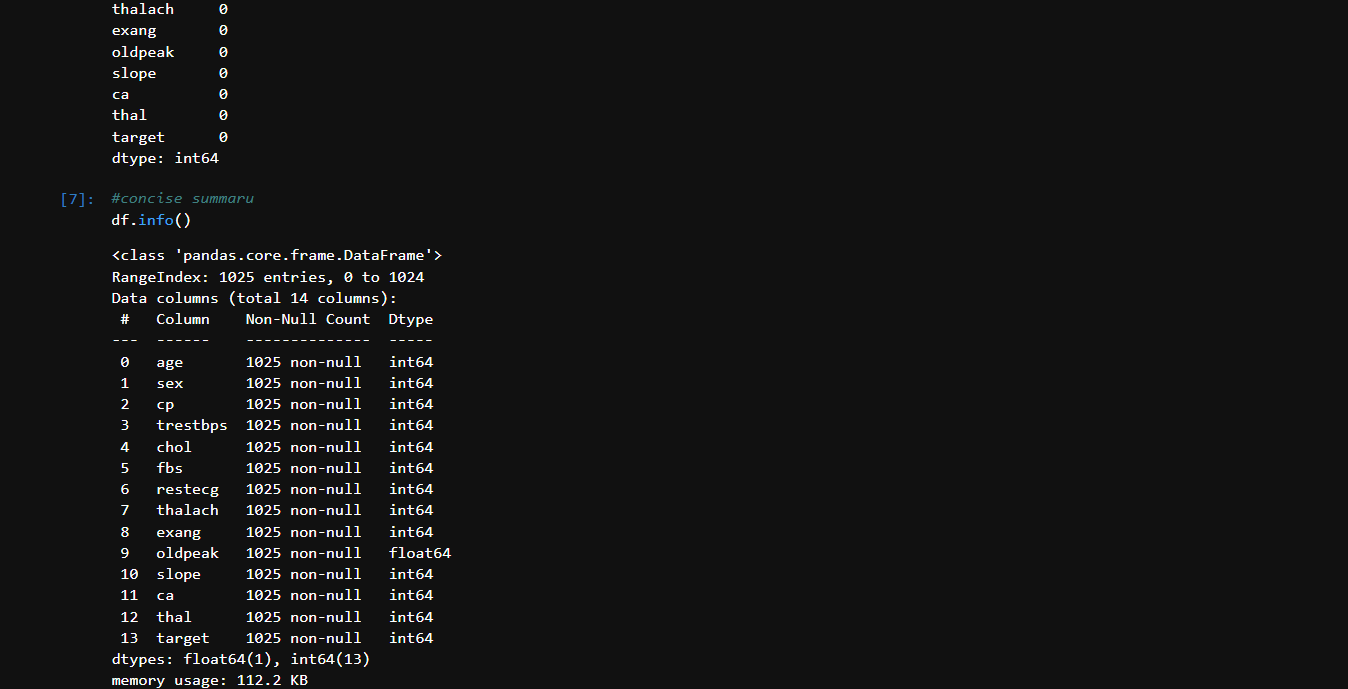 thalach     0
exang       0
oldpeak     0
slope       0
ca          0
thal        0
target      0
dtype: int64
[7]: #concise summaru
df.info()
<class 'pandas.core.frame.DataFrame'>
RangeIndex: 1025 entries, 0 to 1024
Data columns (total 14 columns):
 #   Column    Non-Null Count  Dtype
---  ------    --------------  -----
 0   age       1025 non-null   int64
 1   sex       1025 non-null   int64
 2   cp        1025 non-null   int64
 3   trestbps  1025 non-null   int64
 4   chol      1025 non-null   int64
 5   fbs       1025 non-null   int64
 6   restecg   1025 non-null   int64
 7   thalach   1025 non-null   int64
 8   exang     1025 non-null   int64
 9   oldpeak   1025 non-null   float64
 10  slope     1025 non-null   int64
 11  ca        1025 non-null   int64
 12  thal      1025 non-null   int64
 13  target    1025 non-null   int64
dtypes: float64(1), int64(13)
memory usage: 112.2 KB